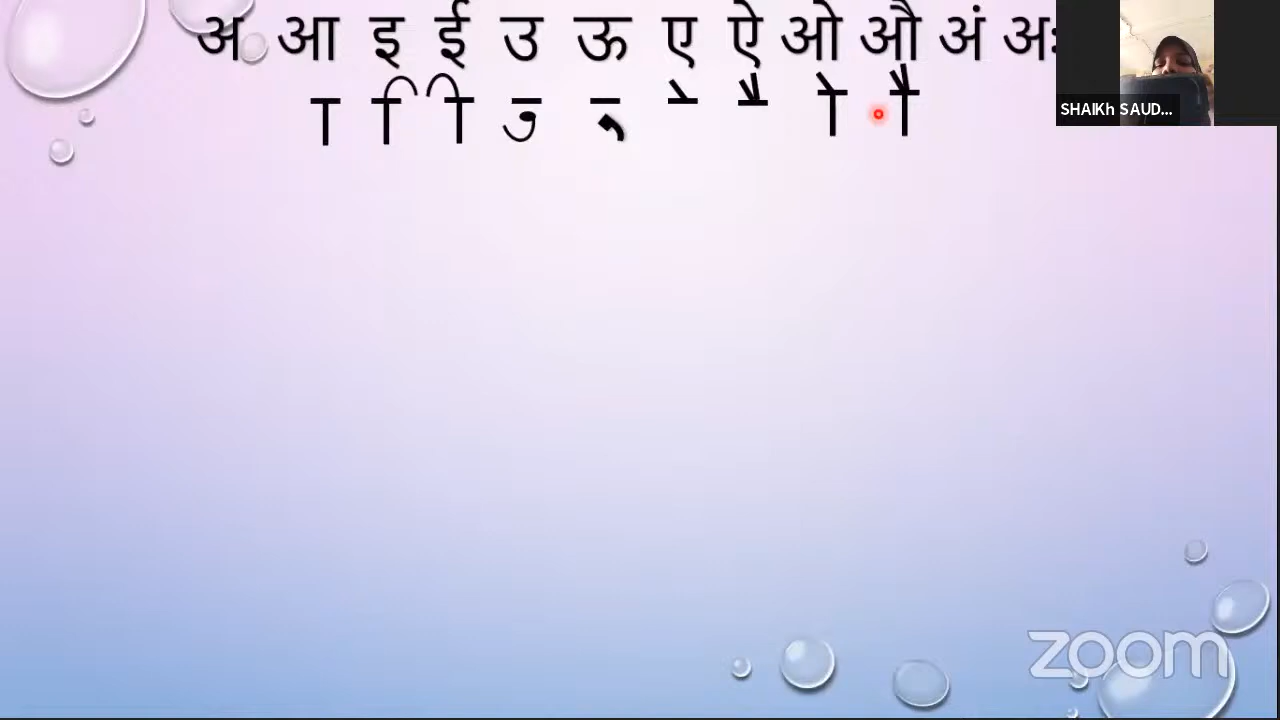 अ आ इ ई उ ऊ ए ऐ ओ औ अं अः
ा ि ी ु ू े ै ो ौ
SHAIKh SAUD...
zoom